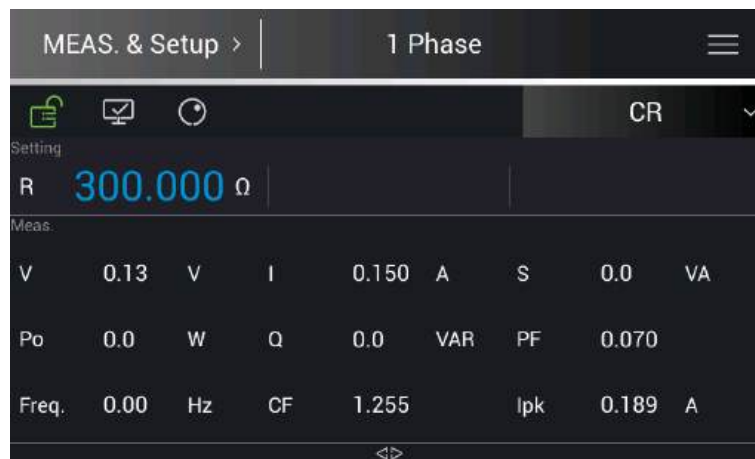 MEAS. & Setup > 1 Phase
CR
Setting
R 300.000 Ω
Meas.
V 0.13 V I 0.150 A S 0.0 VA
Po 0.0 W Q 0.0 VAR PF 0.070
Freq. 0.00 Hz CF 1.255 Ipk 0.189 A